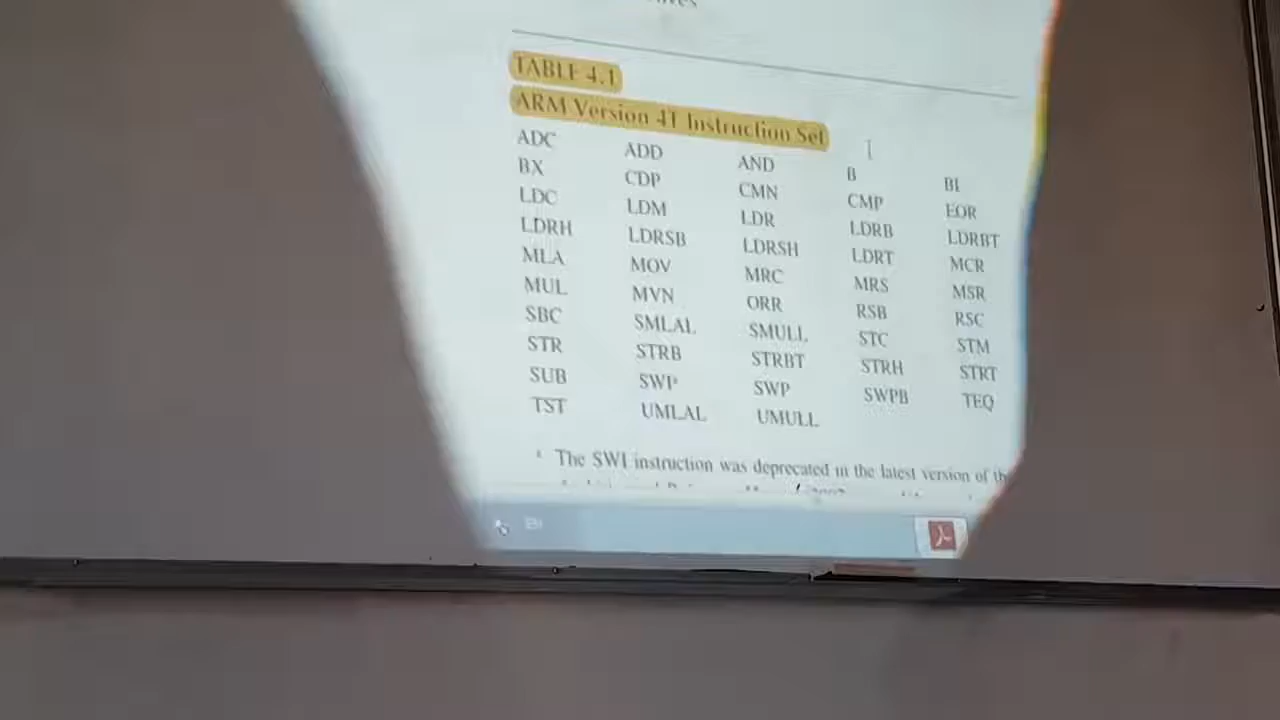 TABLE 4.1
ARM Version 4T Instruction Set
ADC ADD AND B BL
BX CDP CMN CMP EOR
LDC LDM LDR LDRB LDRBT
LDRH LDRSB LDRSH LDRT MCR
MLA MOV MRC MRS MSR
MUL MVN ORR RSB RSC
SBC SMLAL SMULL STC STM
STR STRB STRBT STRH STRT
SUB SWIᵃ SWP SWPB TEQ
TST UMLAL UMULL
ᵃ The SWI instruction was deprecated in the latest version of